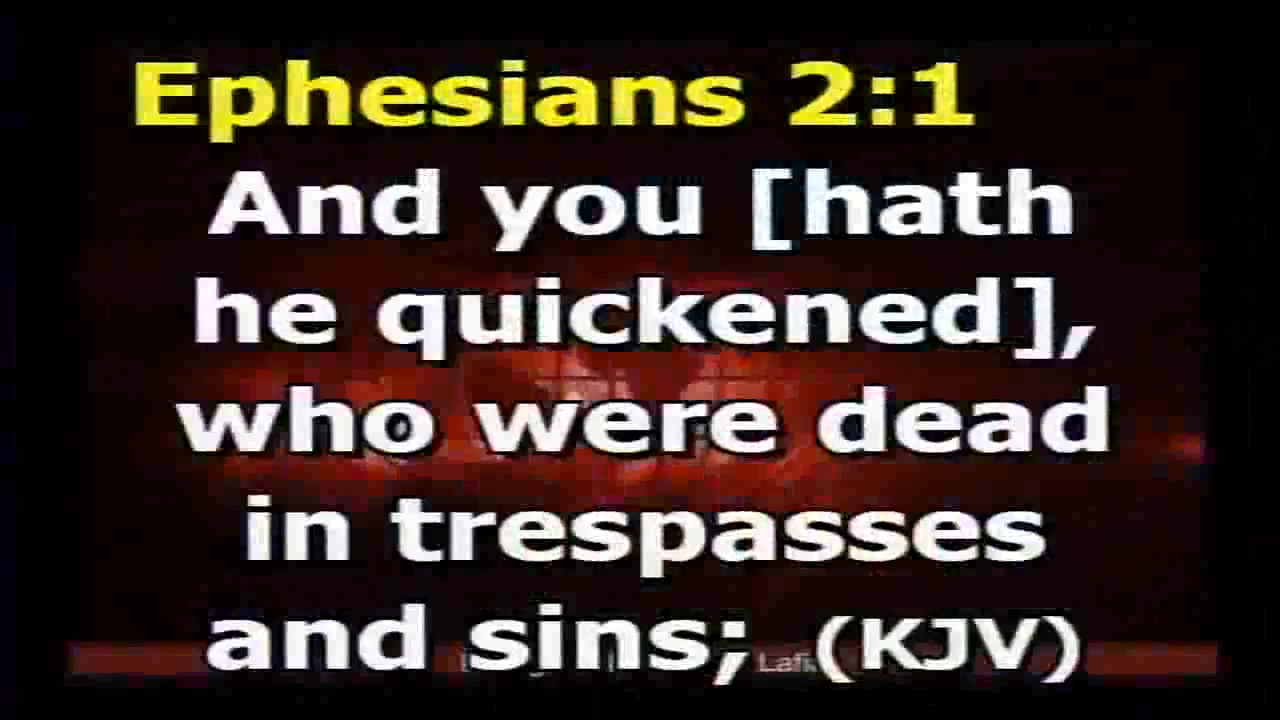 Ephesians 2:1
And you [hath
he quickened],
who were dead
in trespasses
and sins; (KJV)